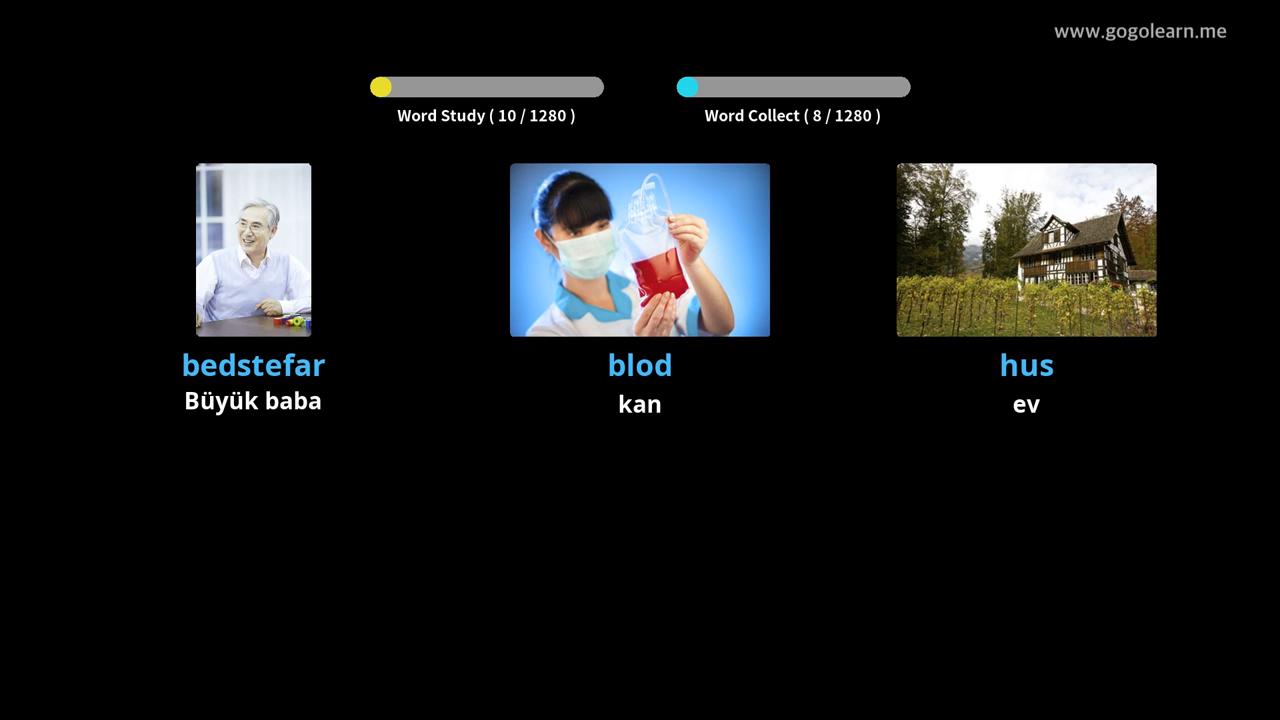 www.gogolearn.me
Word Study ( 10 / 1280 )
Word Collect ( 8 / 1280 )
bedstefar
Büyük baba
blod
kan
hus
ev